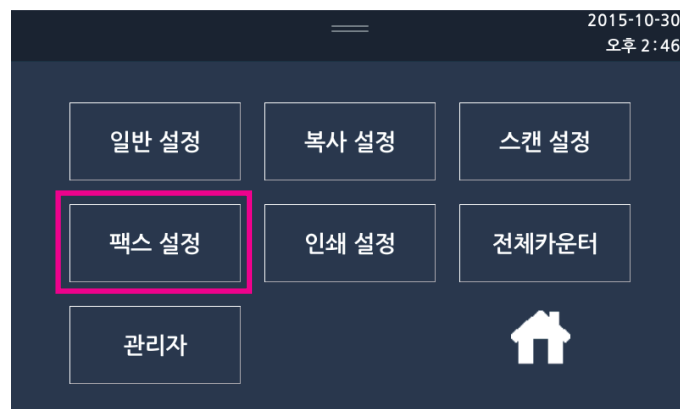 2015-10-30
오후 2:46
일반 설정
복사 설정
스캔 설정
팩스 설정
인쇄 설정
전체카운터
관리자